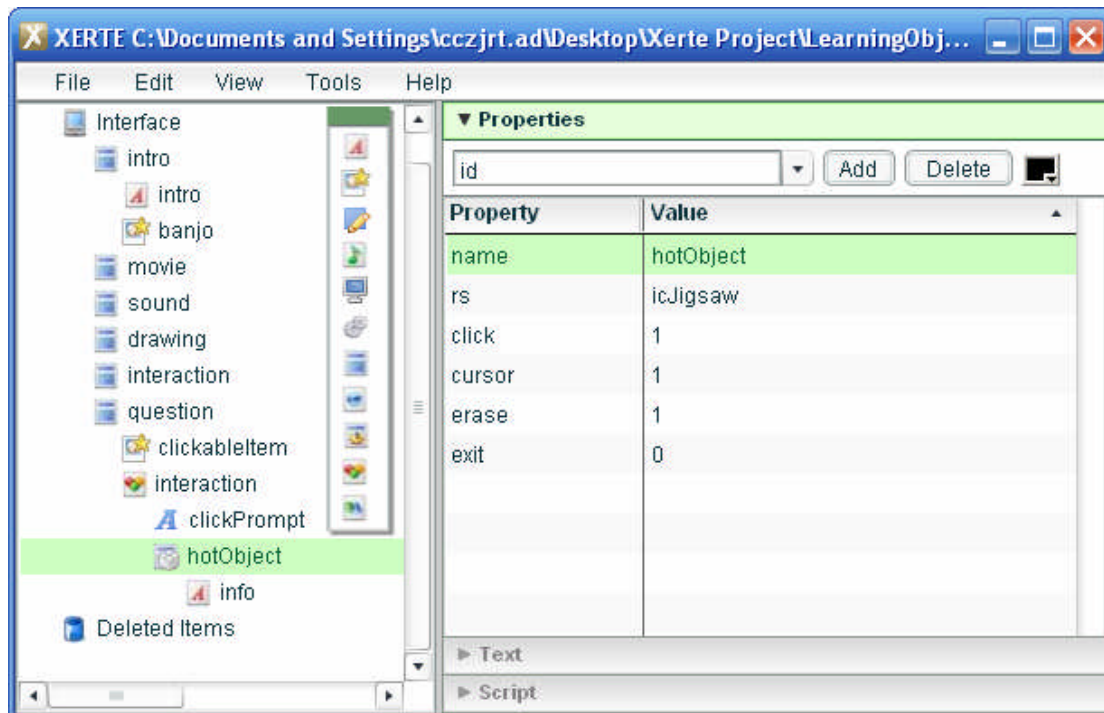 XERTE C:\Documents and Settings\cczjrt.ad\Desktop\Xerte Project\LearningObj...
File Edit View Tools Help
Interface
intro
intro
banjo
movie
sound
drawing
interaction
question
clickableItem
interaction
clickPrompt
hotObject
info
Deleted Items
Properties
id Add Delete
Property Value
name hotObject
rs icJigsaw
click 1
cursor 1
erase 1
exit 0
Text
Script